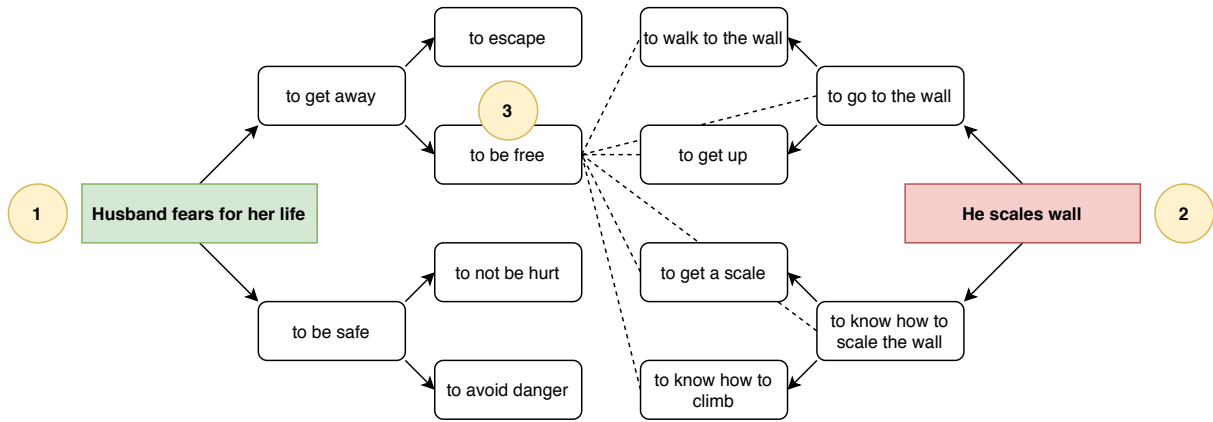 to escape
to walk to the wall
to get away
3
to go to the wall
to be free
to get up
1
Husband fears for her life
He scales wall
2
to not be hurt
to get a scale
to be safe
to know how to
scale the wall
to avoid danger
to know how to
climb